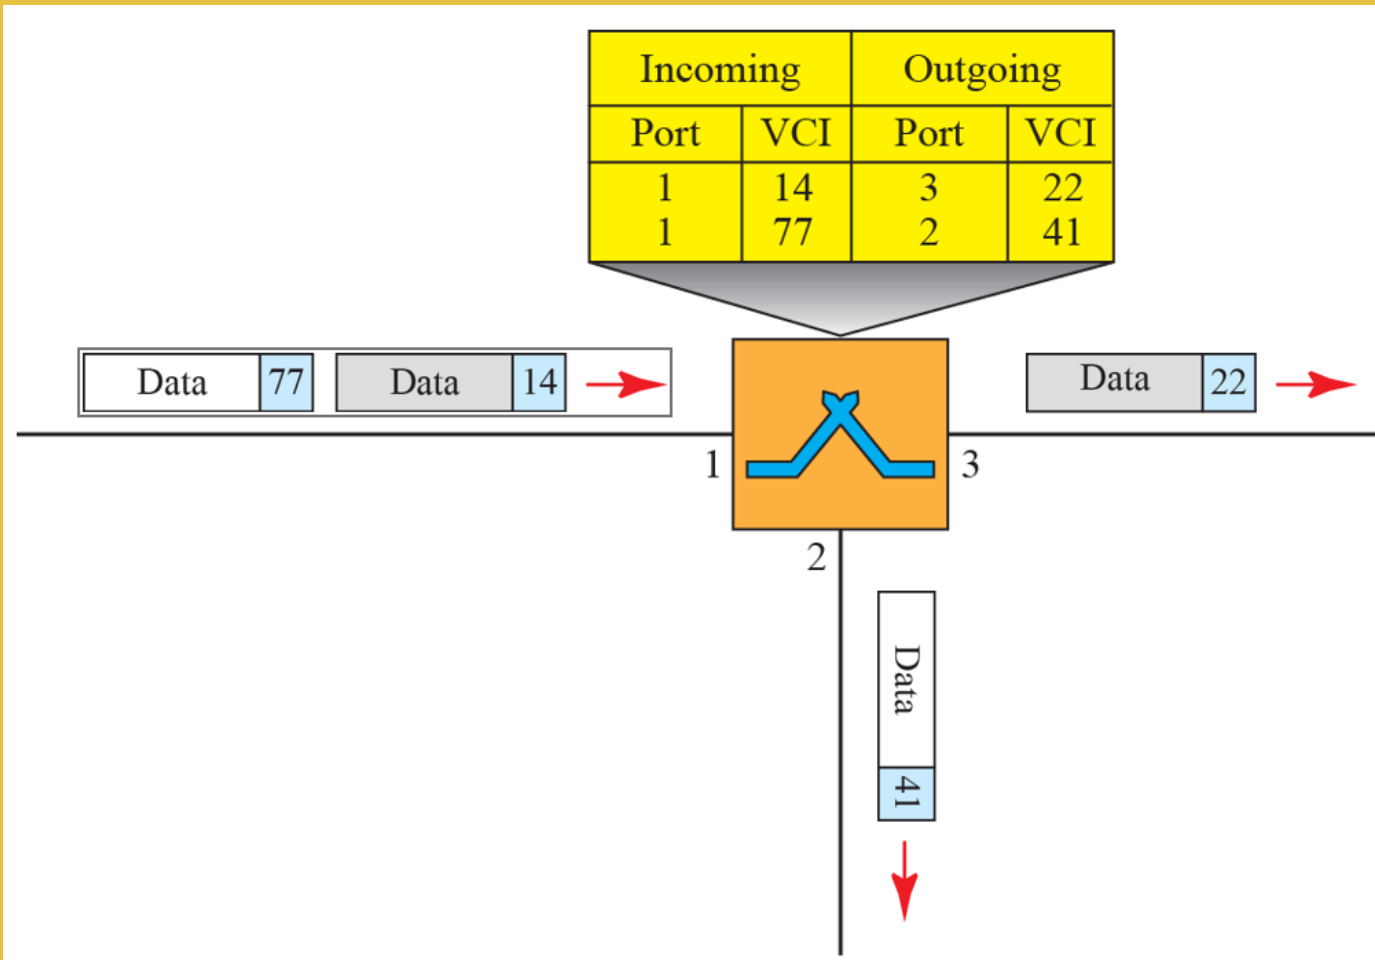 Incoming Outgoing
Port VCI Port VCI
1 14 3 22
1 77 2 41
Data 77 Data 14 Data 22
1 3
2
Data 41